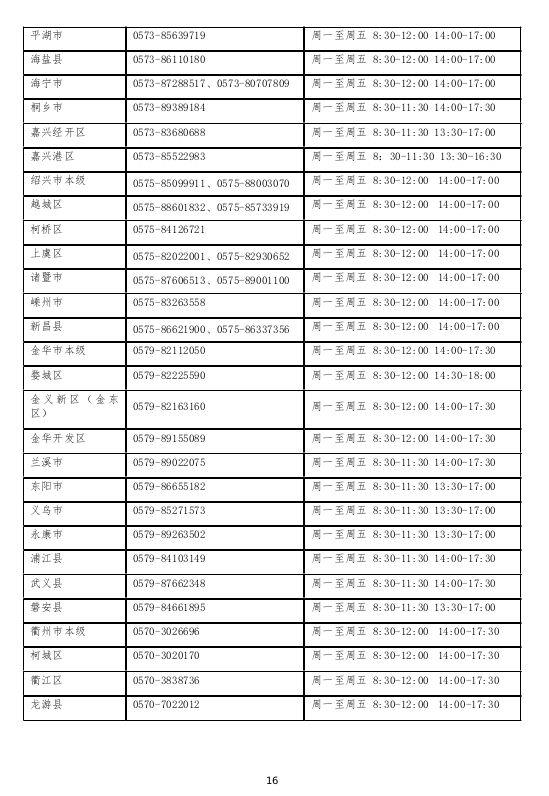 平湖市 0573-85639719 周一至周五 8:30-12:00 14:00-17:00
海盐县 0573-86110180 周一至周五 8:30-12:00 14:00-17:00
海宁市 0573-87288517、0573-80707809 周一至周五 8:30-12:00 14:00-17:00
桐乡市 0573-89389184 周一至周五 8:30-11:30 14:00-17:30
嘉兴经开区 0573-83680688 周一至周五 8:30-11:30 13:30-17:00
嘉兴港区 0573-85522983 周一至周五 8：30-11:30 13:30-16:30
绍兴市本级 0575-85099911、0575-88003070 周一至周五 8:30-12:00 14:00-17:00
越城区 0575-88601832、0575-85733919 周一至周五 8:30-12:00 14:00-17:00
柯桥区 0575-84126721 周一至周五 8:30-12:00 14:00-17:00
上虞区 0575-82022001、0575-82930652 周一至周五 8:30-12:00 14:00-17:00
诸暨市 0575-87606513、0575-89001100 周一至周五 8:30-12:00 14:00-17:00
嵊州市 0575-83263558 周一至周五 8:30-12:00 14:00-17:00
新昌县 0575-86621900、0575-86337356 周一至周五 8:30-12:00 14:00-17:00
金华市本级 0579-82112050 周一至周五 8:30-12:00 14:00-17:30
婺城区 0579-82225590 周一至周五 8:30-12:00 14:30-18:00
金义新区（金东
区） 0579-82163160 周一至周五 8:30-12:00 14:00-17:30
金华开发区 0579-89155089 周一至周五 8:30-12:00 14:00-17:30
兰溪市 0579-89022075 周一至周五 8:30-11:30 14:00-17:30
东阳市 0579-86655182 周一至周五 8:30-11:30 13:30-17:00
义乌市 0579-85271573 周一至周五 8:30-11:30 13:30-17:00
永康市 0579-89263502 周一至周五 8:30-11:30 13:30-17:00
浦江县 0579-84103149 周一至周五 8:30-11:30 14:00-17:30
武义县 0579-87662348 周一至周五 8:30-11:30 14:00-17:30
磐安县 0579-84661895 周一至周五 8:30-11:30 13:30-17:00
衢州市本级 0570-3026696 周一至周五 8:30-12:00 14:00-17:30
柯城区 0570-3020170 周一至周五 8:30-12:00 14:00-17:30
衢江区 0570-3838736 周一至周五 8:30-12:00 14:00-17:30
龙游县 0570-7022012 周一至周五 8:30-12:00 14:00-17:30
16